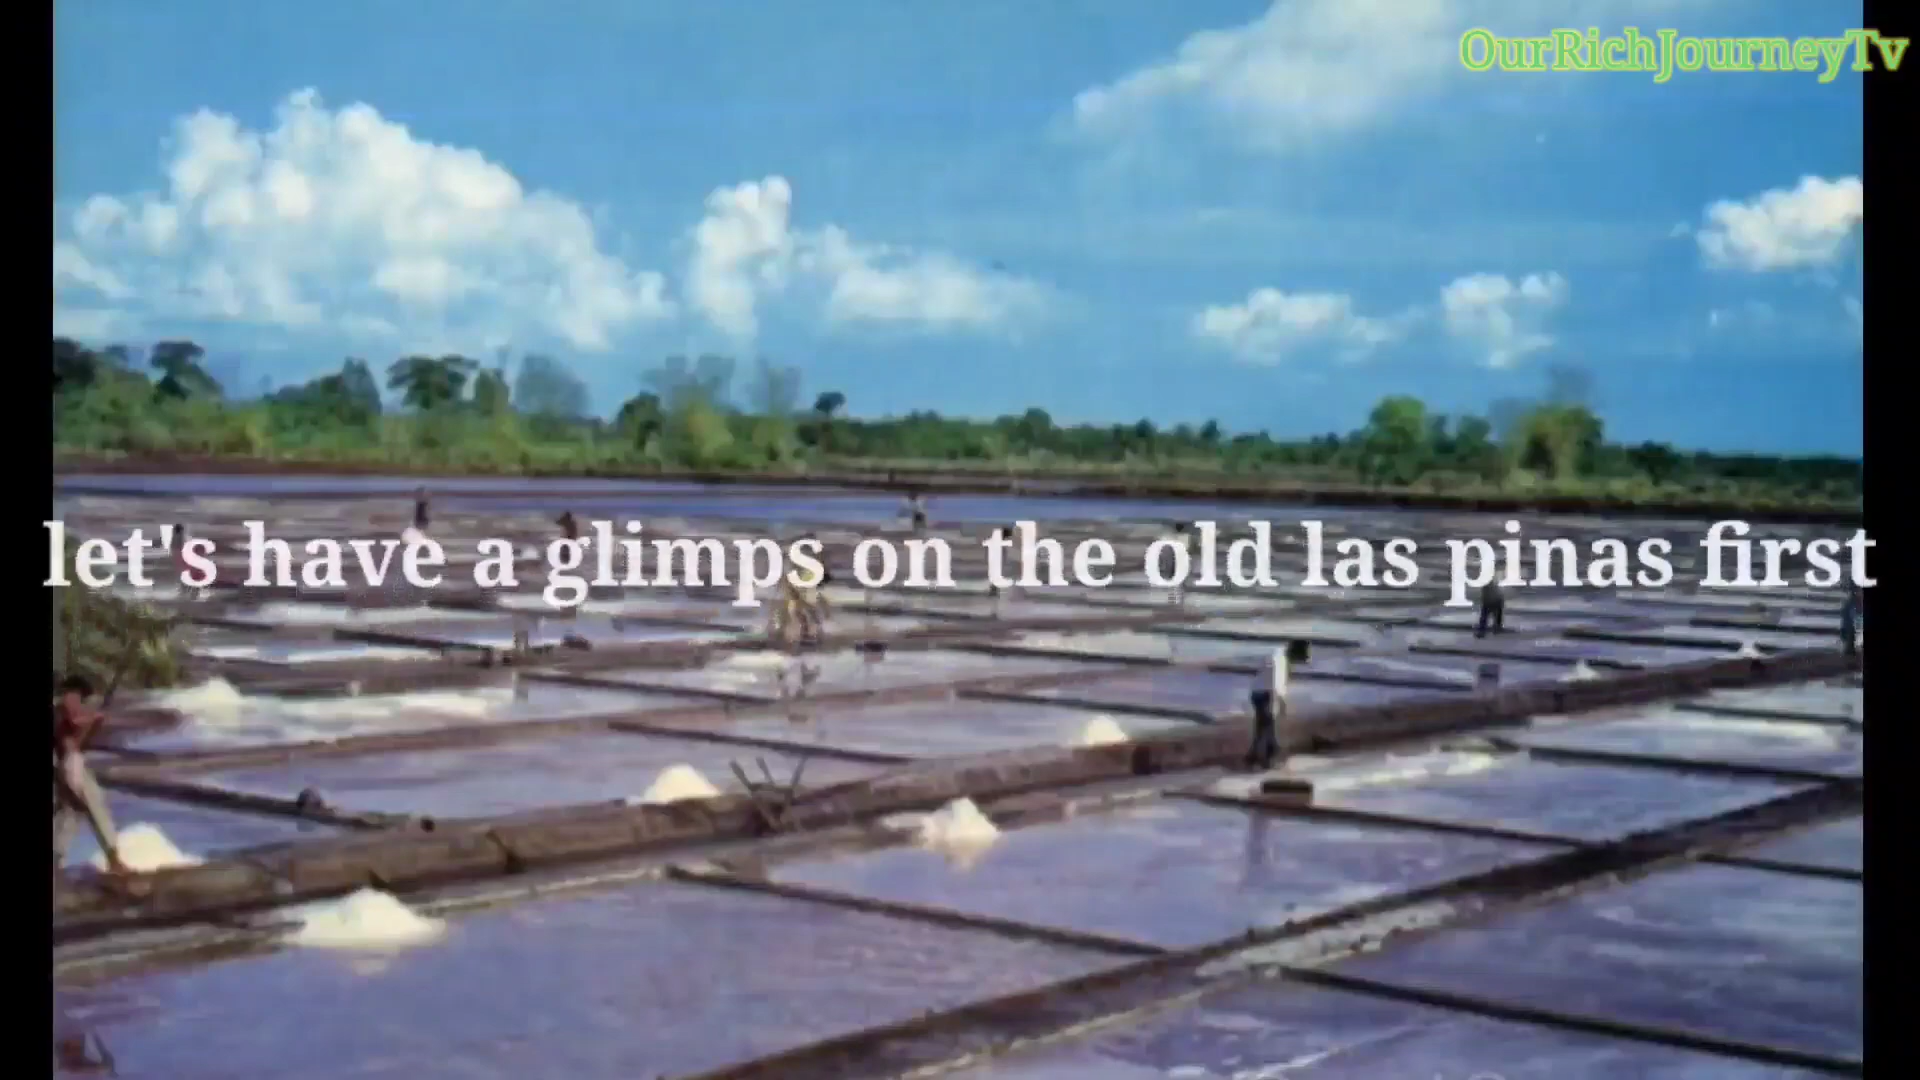 OurRichJourneyTv
let's have a glimps on the old las pinas first